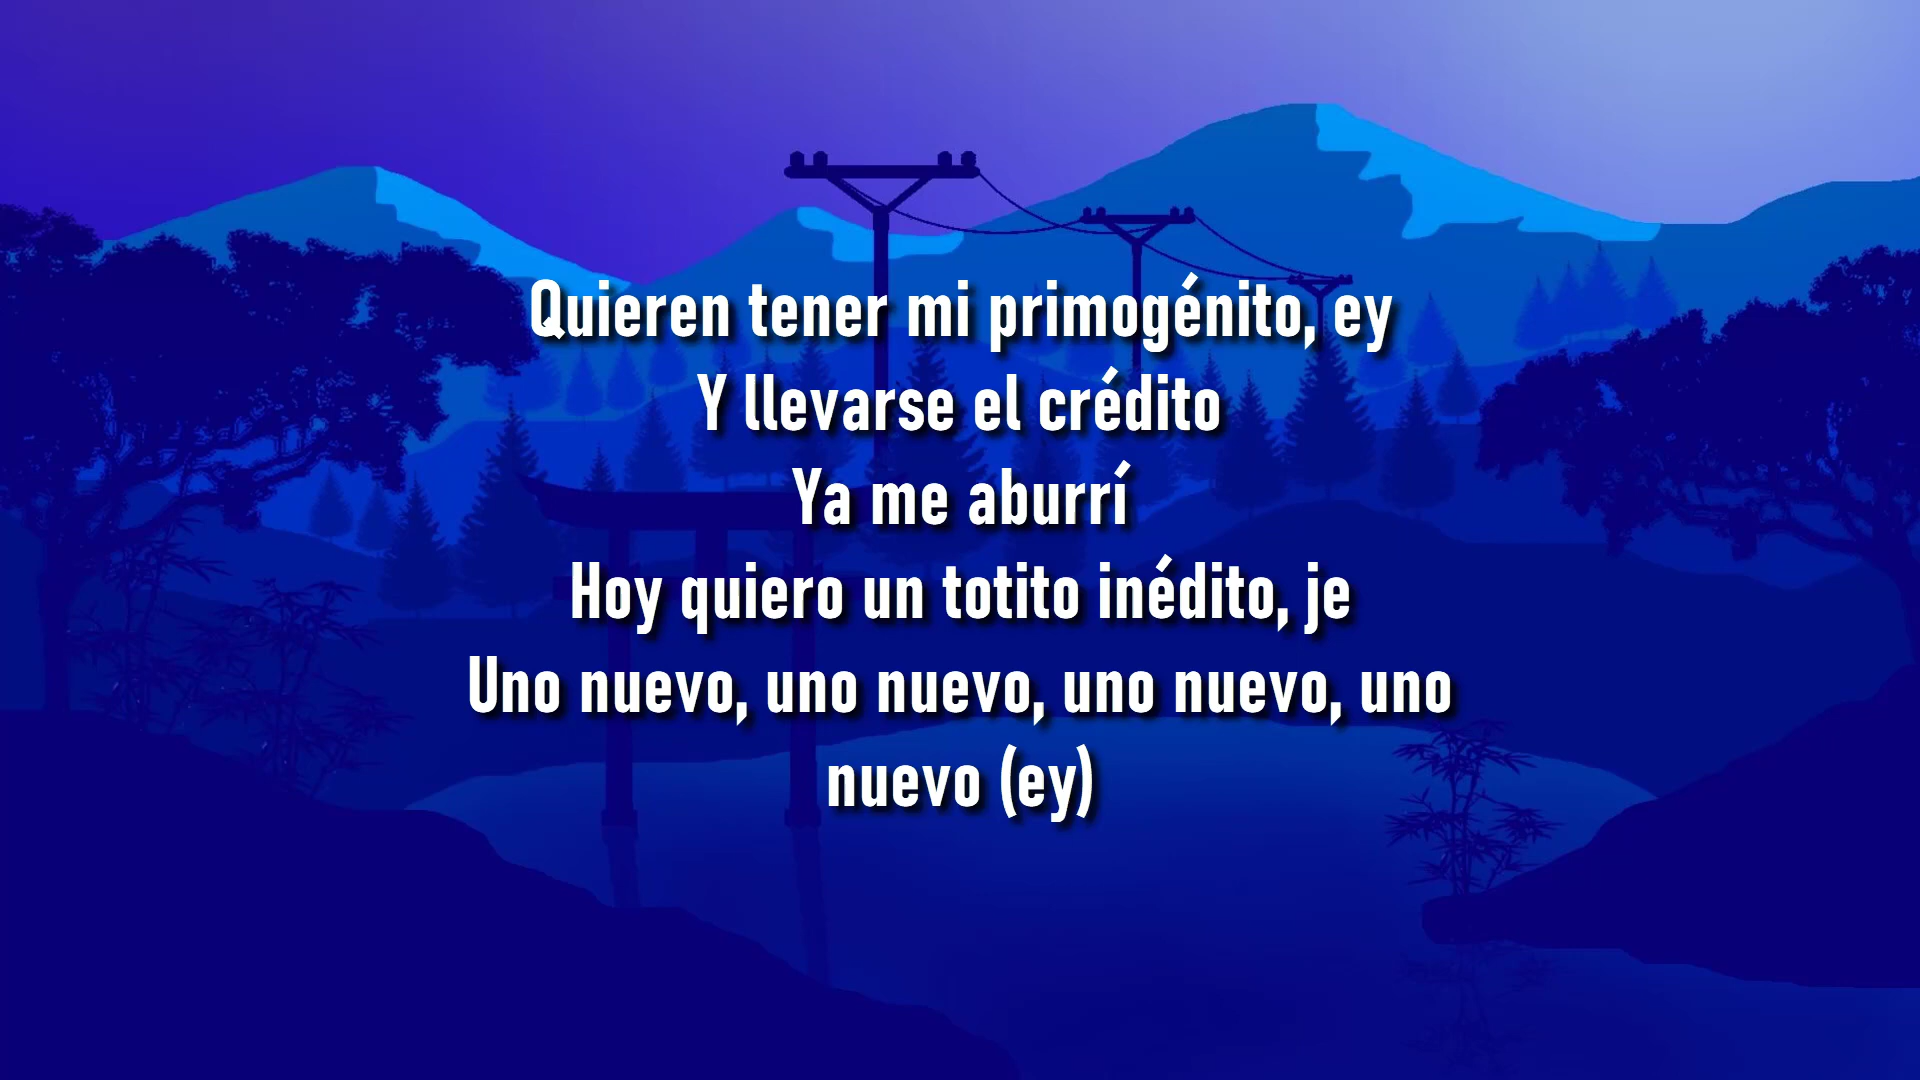 Quieren tener mi primogénito, ey
Y llevarse el crédito
Ya me aburrí
Hoy quiero un totito inédito, je
Uno nuevo, uno nuevo, uno nuevo, uno
nuevo (ey)